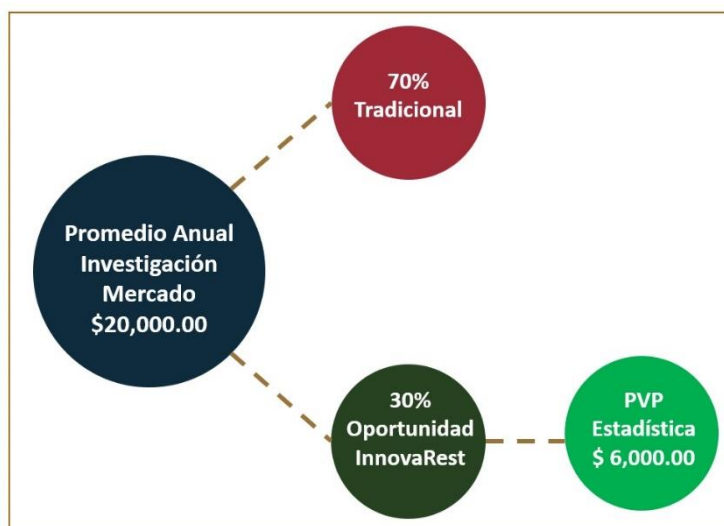 70%
Tradicional
Promedio Anual
Investigación
Mercado
$20,000.00
30%
Oportunidad
InnovaRest
PVP
Estadística
$ 6,000.00